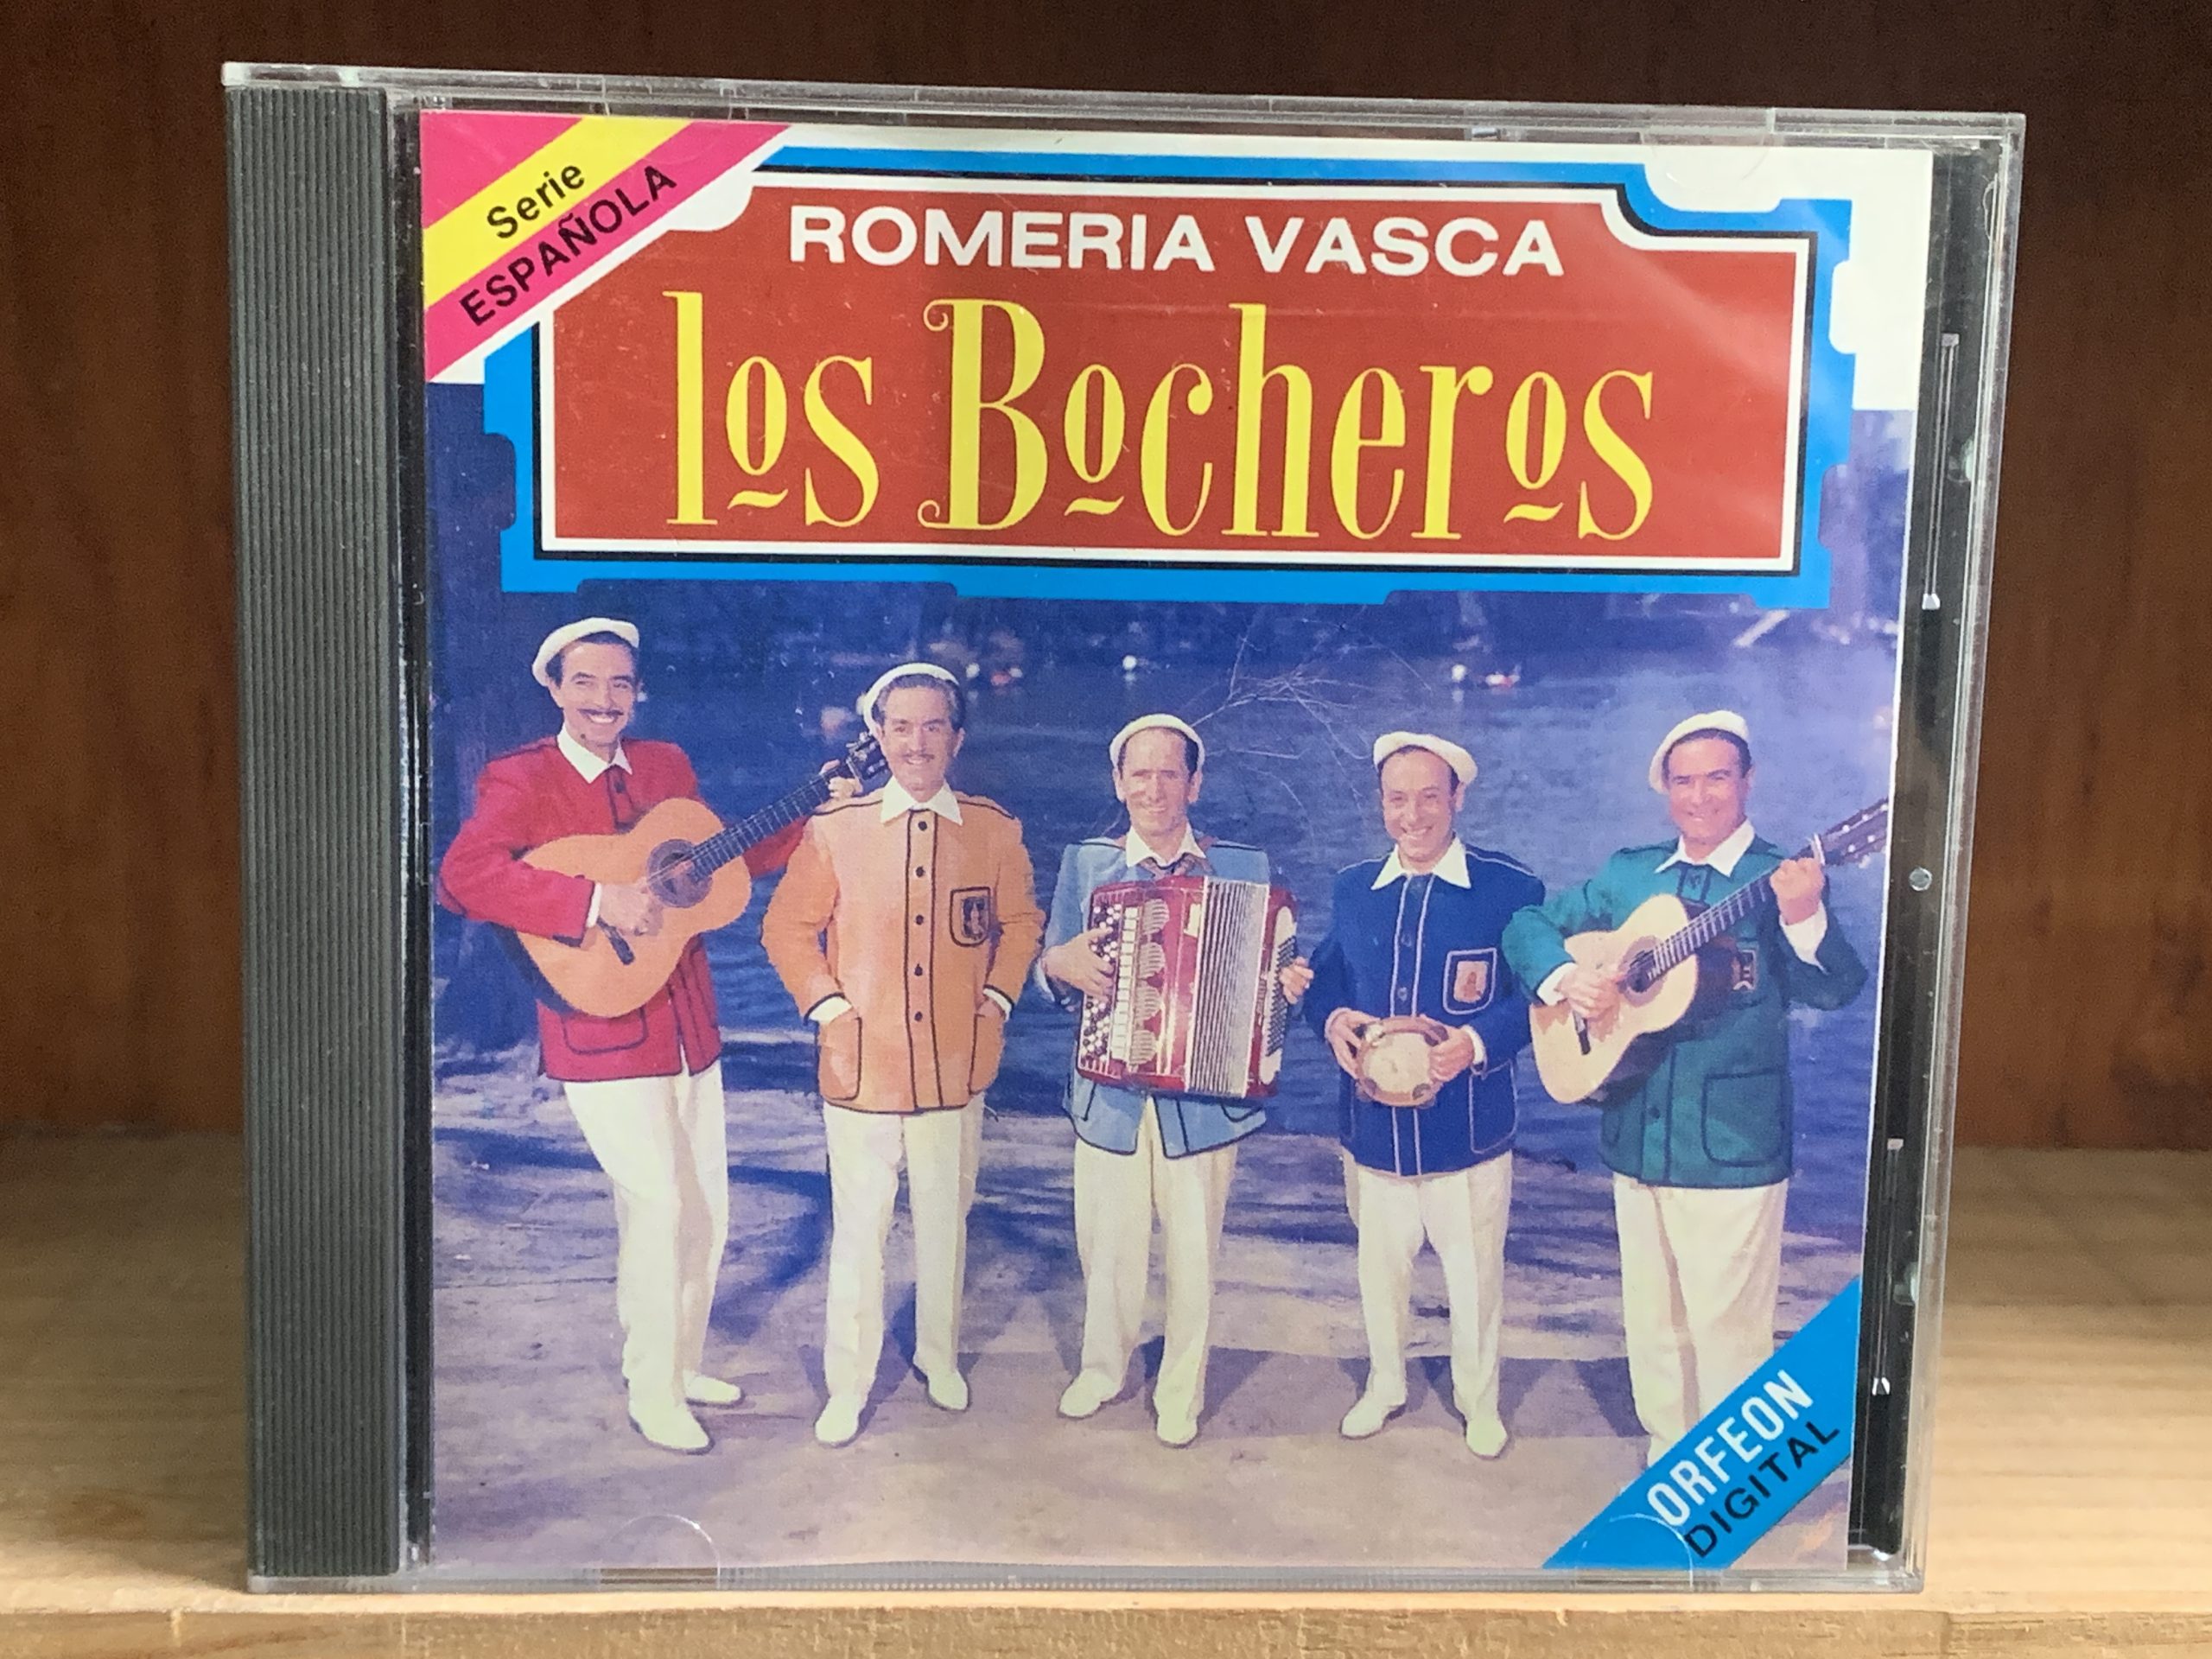 Serie
ESPAÑOLA
ROMERIA VASCA
los Bocheros
ORFEON
DIGITAL